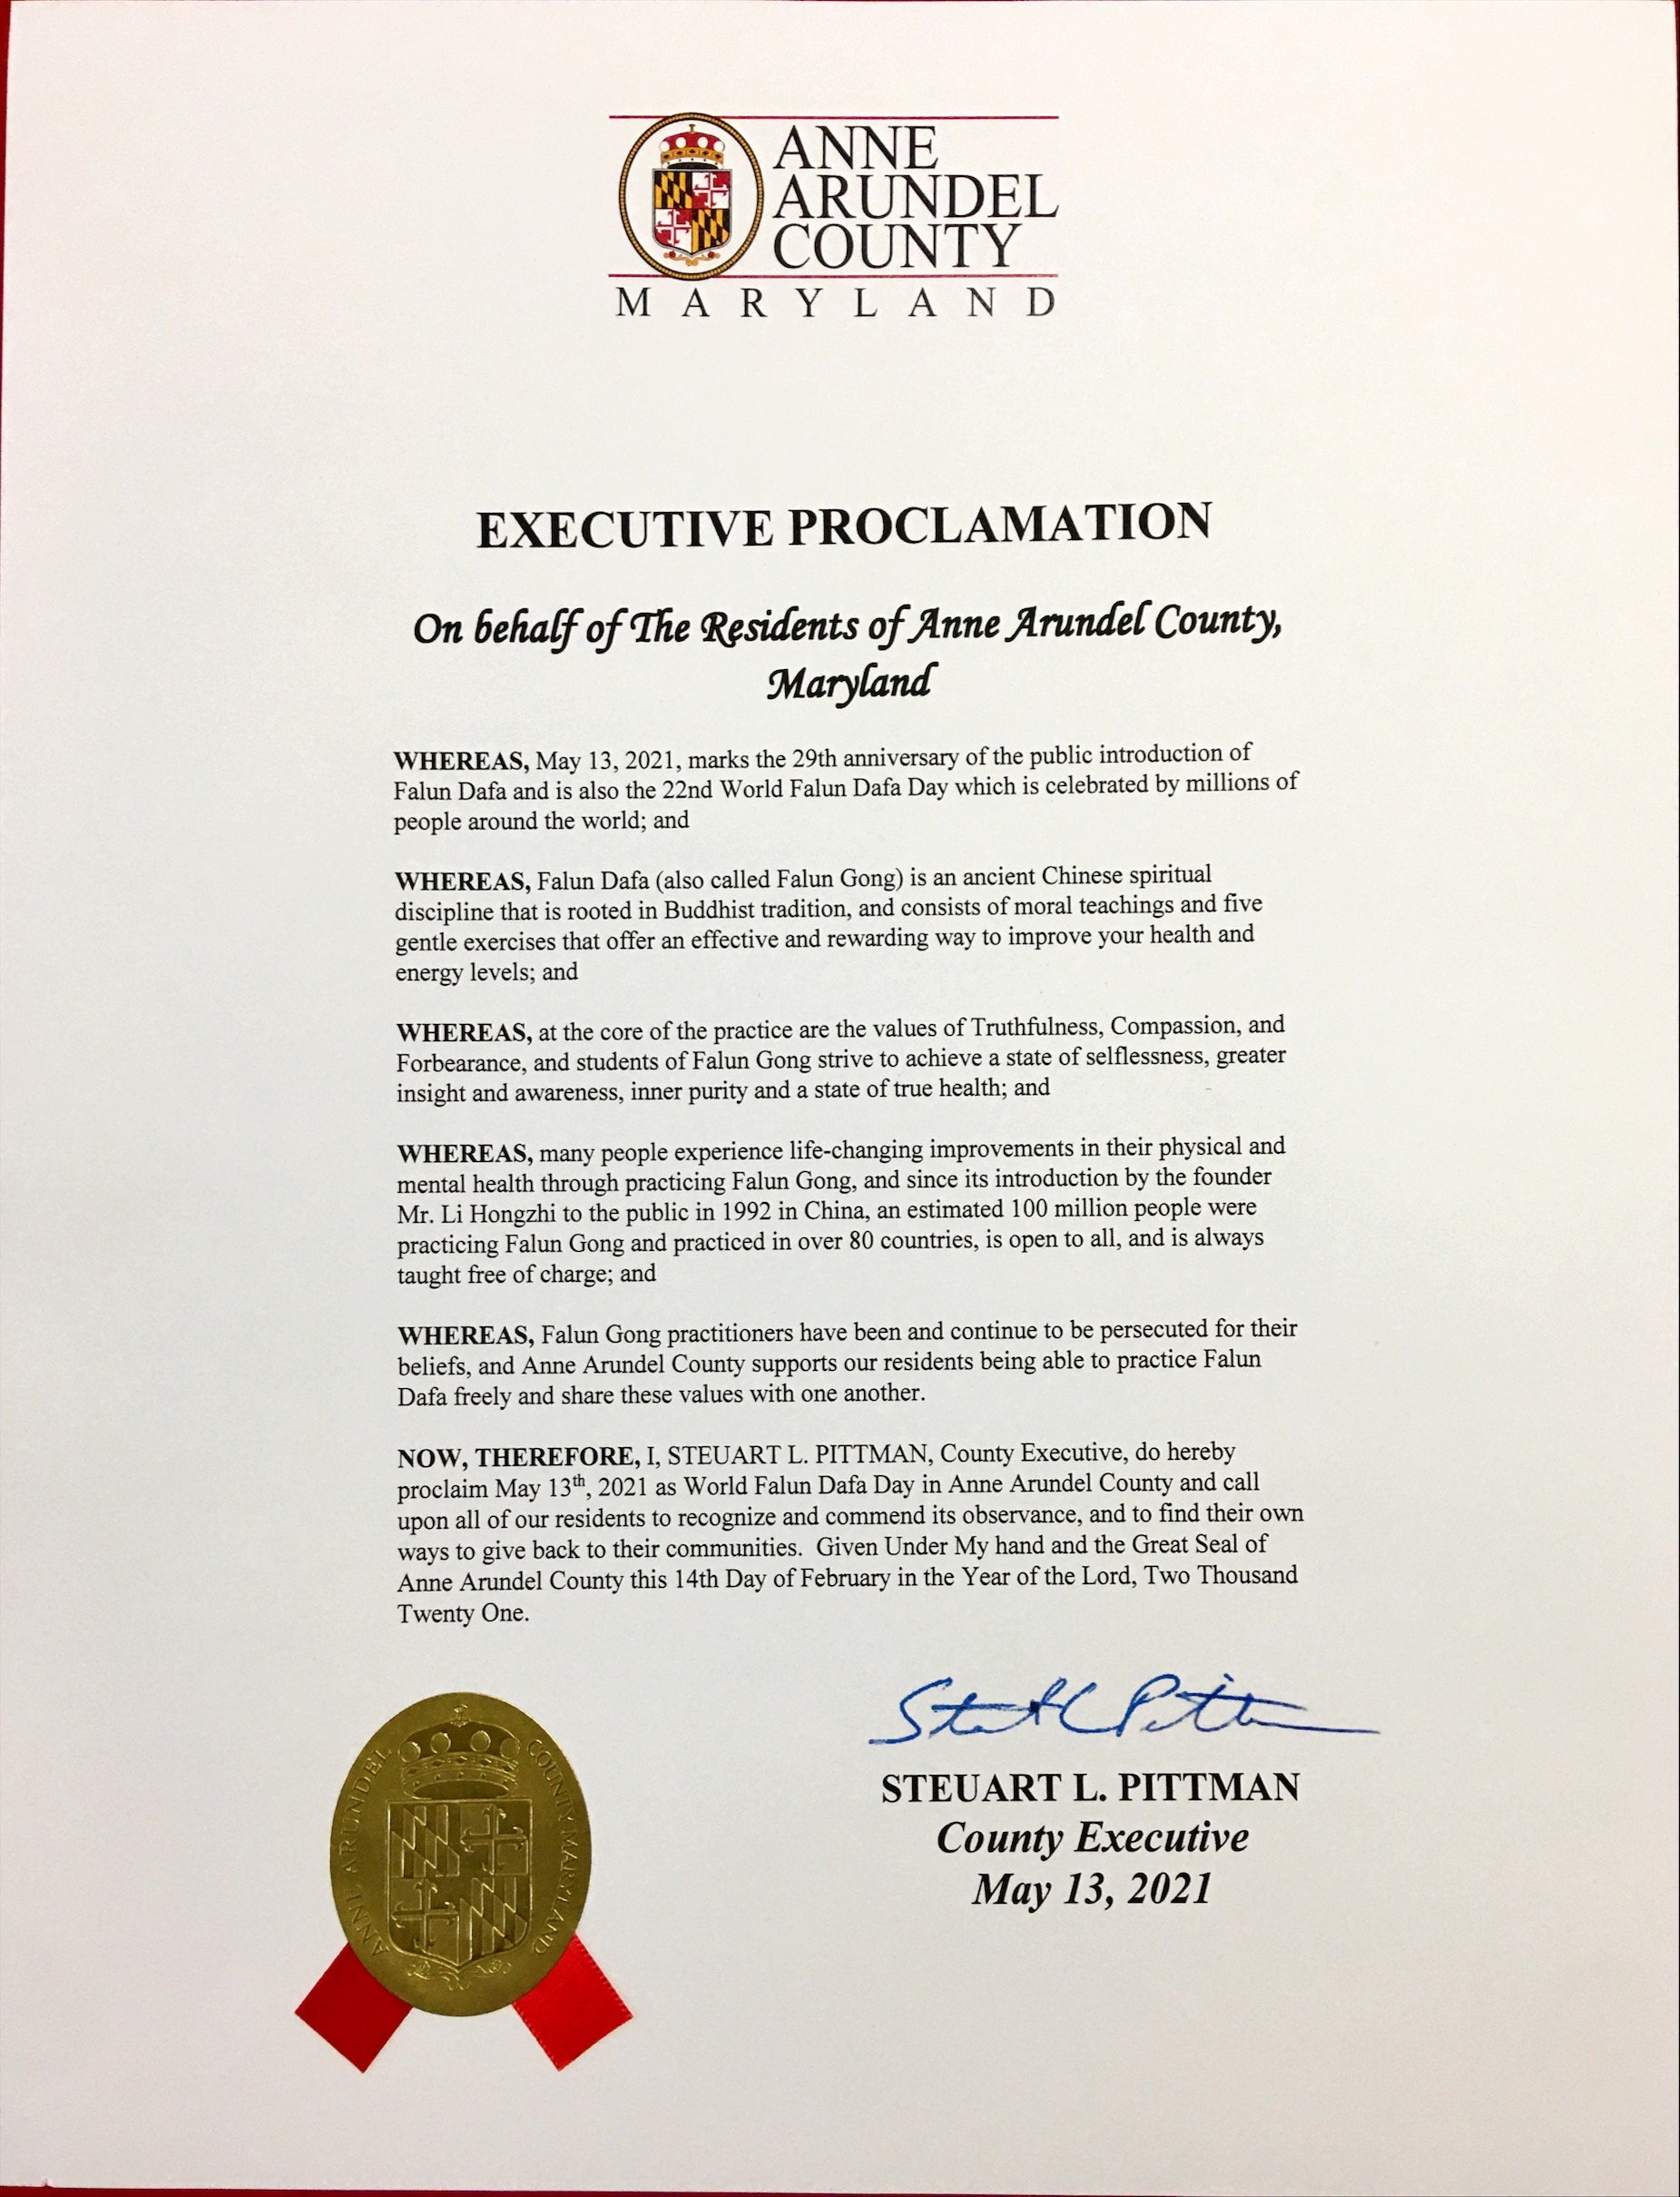 ANNE
ARUNDEL
COUNTY
MARYLAND
EXECUTIVE PROCLAMATION
On behalf of The Residents of Anne Arundel County,
Maryland
WHEREAS, May 13, 2021, marks the 29th anniversary of the public introduction of
Falun Dafa and is also the 22nd World Falun Dafa Day which is celebrated by millions of
people around the world; and
WHEREAS, Falun Dafa (also called Falun Gong) is an ancient Chinese spiritual
discipline that is rooted in Buddhist tradition, and consists of moral teachings and five
gentle exercises that offer an effective and rewarding way to improve your health and
energy levels; and
WHEREAS, at the core of the practice are the values of Truthfulness, Compassion, and
Forbearance, and students of Falun Gong strive to achieve a state of selflessness, greater
insight and awareness, inner purity and a state of true health; and
WHEREAS, many people experience life-changing improvements in their physical and
mental health through practicing Falun Gong, and since its introduction by the founder
Mr. Li Hongzhi to the public in 1992 in China, an estimated 100 million people were
practicing Falun Gong and practiced in over 80 countries, is open to all, and is always
taught free of charge; and
WHEREAS, Falun Gong practitioners have been and continue to be persecuted for their
beliefs, and Anne Arundel County supports our residents being able to practice Falun
Dafa freely and share these values with one another.
NOW, THEREFORE, I, STEUART L. PITTMAN, County Executive, do hereby
proclaim May 13th, 2021 as World Falun Dafa Day in Anne Arundel County and call
upon all of our residents to recognize and commend its observance, and to find their own
ways to give back to their communities. Given Under My hand and the Great Seal of
Anne Arundel County this 14th Day of February in the Year of the Lord, Two Thousand
Twenty One.
STEUART L. PITTMAN
County Executive
May 13, 2021
ANNE ARUNDEL COUNTY MARYLAND